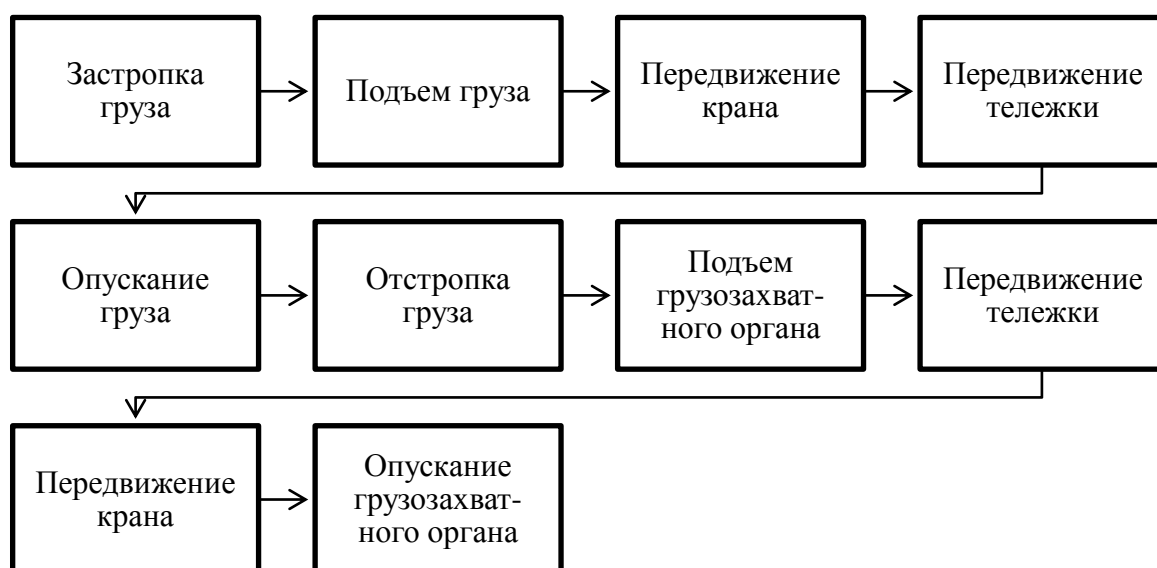 Застропка
груза
Подъем груза
Передвижение
крана
Передвижение
тележки
Опускание
груза
Отстропка
груза
Подъем
грузозахват-
ного органа
Передвижение
тележки
Передвижение
крана
Опускание
грузозахват-
ного органа